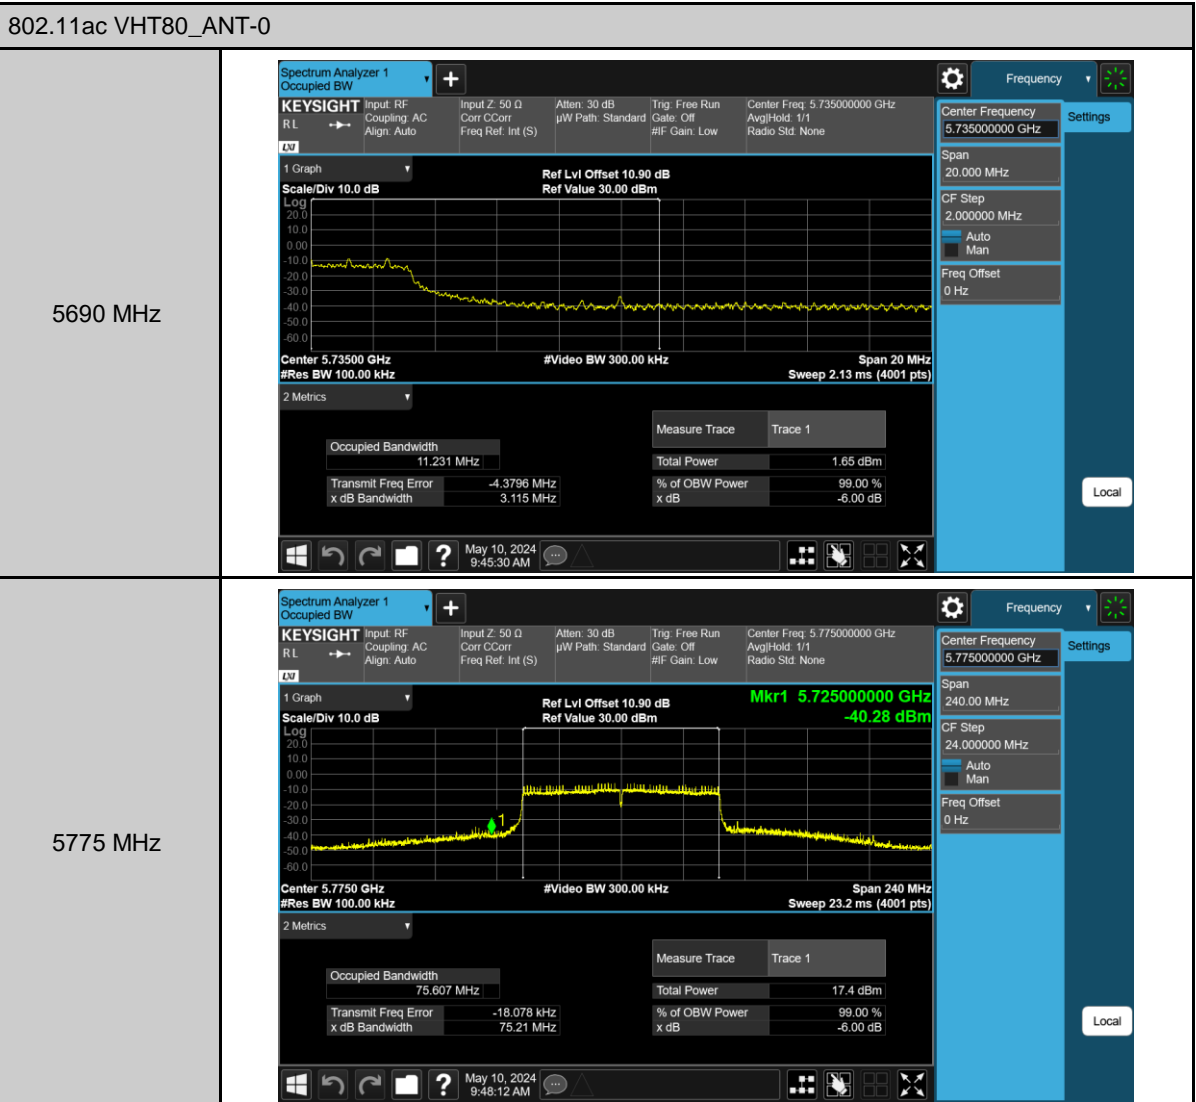 802.11ac VHT80_ANT-0
5690 MHz
Spectrum Analyzer 1
Occupied BW
+
Frequency
KEYSIGHT
R L
LXI
Input: RF
Coupling: AC
Align: Auto
Input Z: 50 Ω
Corr CCorr
Freq Ref: Int (S)
Atten: 30 dB
µW Path: Standard
Trig: Free Run
Gate: Off
#IF Gain: Low
Center Freq: 5.735000000 GHz
Avg|Hold: 1/1
Radio Std: None
Center Frequency
5.735000000 GHz
Settings
Span
20.000 MHz
CF Step
2.000000 MHz
Auto
Man
Freq Offset
0 Hz
Local
1 Graph
Scale/Div 10.0 dB
Ref Lvl Offset 10.90 dB
Ref Value 30.00 dBm
Log
20.0
10.0
0.00
-10.0
-20.0
-30.0
-40.0
-50.0
-60.0
Center 5.73500 GHz
#Video BW 300.00 kHz
Span 20 MHz
#Res BW 100.00 kHz
Sweep 2.13 ms (4001 pts)
2 Metrics
Measure Trace Trace 1
Occupied Bandwidth
11.231 MHz
Total Power 1.65 dBm
Transmit Freq Error -4.3796 MHz
% of OBW Power 99.00 %
x dB Bandwidth 3.115 MHz
x dB -6.00 dB
?
May 10, 2024
9:45:30 AM
5775 MHz
Spectrum Analyzer 1
Occupied BW
+
Frequency
KEYSIGHT
R L
LXI
Input: RF
Coupling: AC
Align: Auto
Input Z: 50 Ω
Corr CCorr
Freq Ref: Int (S)
Atten: 30 dB
µW Path: Standard
Trig: Free Run
Gate: Off
#IF Gain: Low
Center Freq: 5.775000000 GHz
Avg|Hold: 1/1
Radio Std: None
Center Frequency
5.775000000 GHz
Settings
Span
240.00 MHz
CF Step
24.000000 MHz
Auto
Man
Freq Offset
0 Hz
Local
1 Graph
Scale/Div 10.0 dB
Ref Lvl Offset 10.90 dB
Ref Value 30.00 dBm
Mkr1 5.725000000 GHz
-40.28 dBm
Log
20.0
10.0
0.00
-10.0
-20.0
-30.0
-40.0
-50.0
-60.0
1
Center 5.7750 GHz
#Video BW 300.00 kHz
Span 240 MHz
#Res BW 100.00 kHz
Sweep 23.2 ms (4001 pts)
2 Metrics
Measure Trace Trace 1
Occupied Bandwidth
75.607 MHz
Total Power 17.4 dBm
Transmit Freq Error -18.078 kHz
% of OBW Power 99.00 %
x dB Bandwidth 75.21 MHz
x dB -6.00 dB
?
May 10, 2024
9:48:12 AM